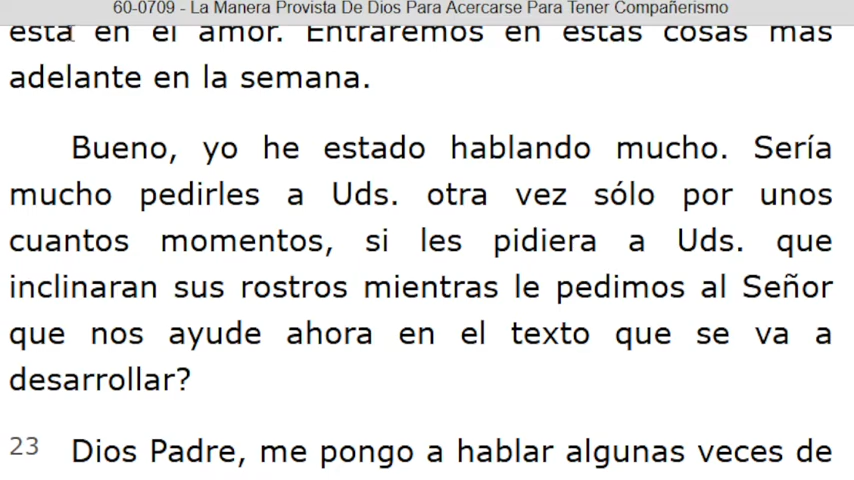 60-0709 - La Manera Provista De Dios Para Acercarse Para Tener Compañerismo
está en el amor. Entraremos en estas cosas más
adelante en la semana.
Bueno, yo he estado hablando mucho. Sería
mucho pedirles a Uds. otra vez sólo por unos
cuantos momentos, si les pidiera a Uds. que
inclinaran sus rostros mientras le pedimos al Señor
que nos ayude ahora en el texto que se va a
desarrollar?
23 Dios Padre, me pongo a hablar algunas veces de